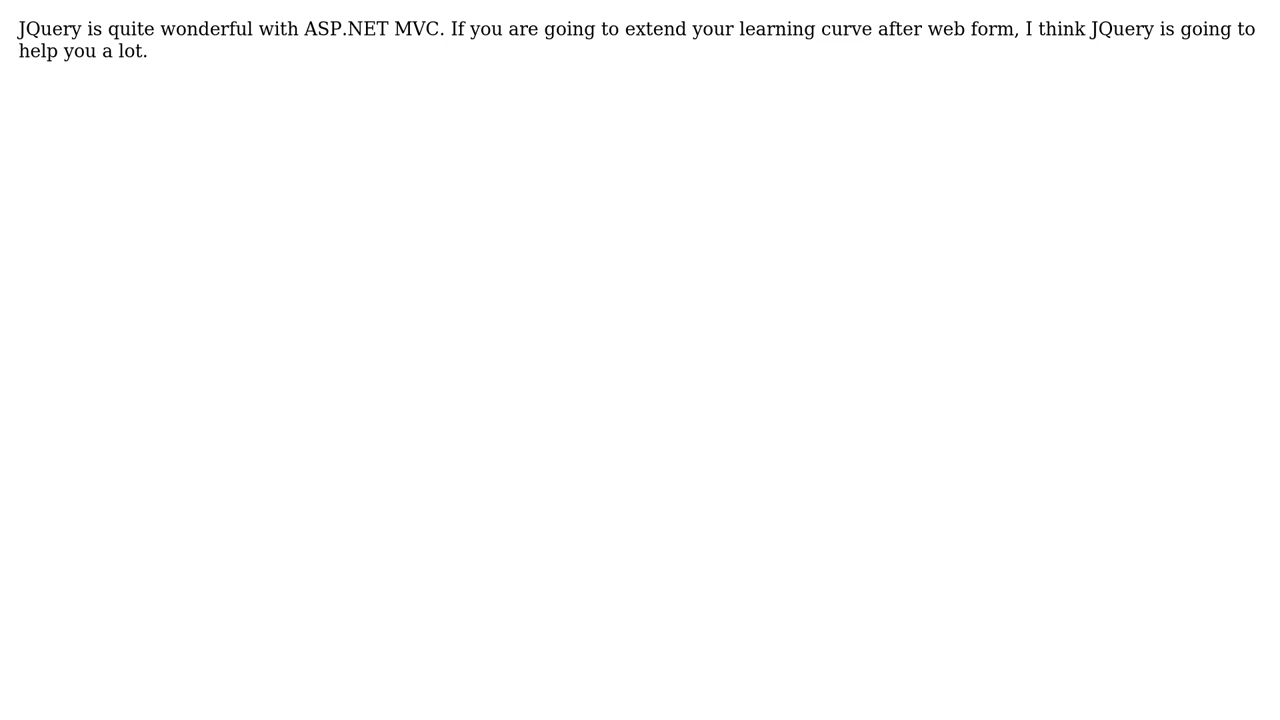 JQuery is quite wonderful with ASP.NET MVC. If you are going to extend your learning curve after web form, I think JQuery is going to
help you a lot.